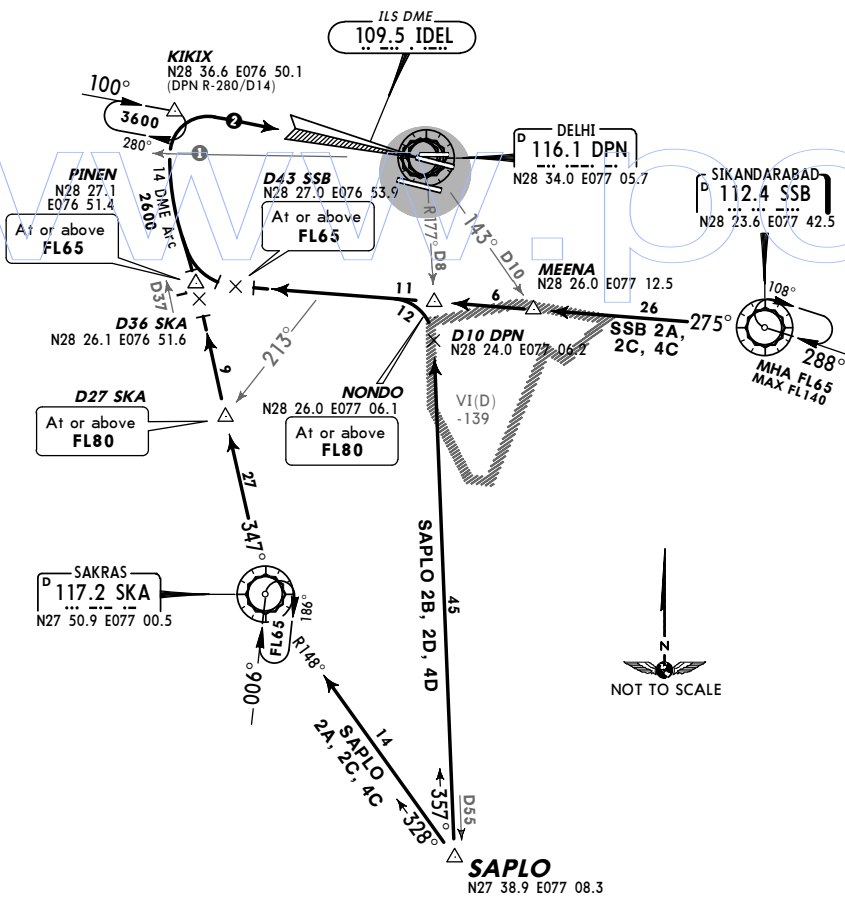 ILS DME
109.5 IDEL
KIKIX
N28 36.6 E076 50.1
(DPN R-280/D14)
100°
3600
280°
2
1
DELHI
D
116.1 DPN
N28 34.0 E077 05.7
PINEN
N28 27.1
E076 51.4
At or above
FL65
14 DME Arc
2600
D43 SSB
N28 27.0 E076 53.9
At or above
FL65
R177° D8
143° D10
SIKANDARABAD
D
112.4 SSB
N28 23.6 E077 42.5
MEENA
N28 26.0 E077 12.5
108°
288°
MHA FL65
MAX FL140
26
275°
SSB 2A,
2C, 4C
6
11
12
D37
1
D36 SKA
N28 26.1 E076 51.6
213°
D10 DPN
N28 24.0 E077 06.2
NONDO
N28 26.0 E077 06.1
At or above
FL80
VI(D)
-139
9
D27 SKA
At or above
FL80
27
347°
SAKRAS
D
117.2 SKA
N27 50.9 E077 00.5
186°
FL65
006°
R148°
14
SAPLO
2A, 2C, 4C
328°
45
SAPLO 2B, 2D, 4D
357°
D55
SAPLO
N27 38.9 E077 08.3
N
NOT TO SCALE
www.po